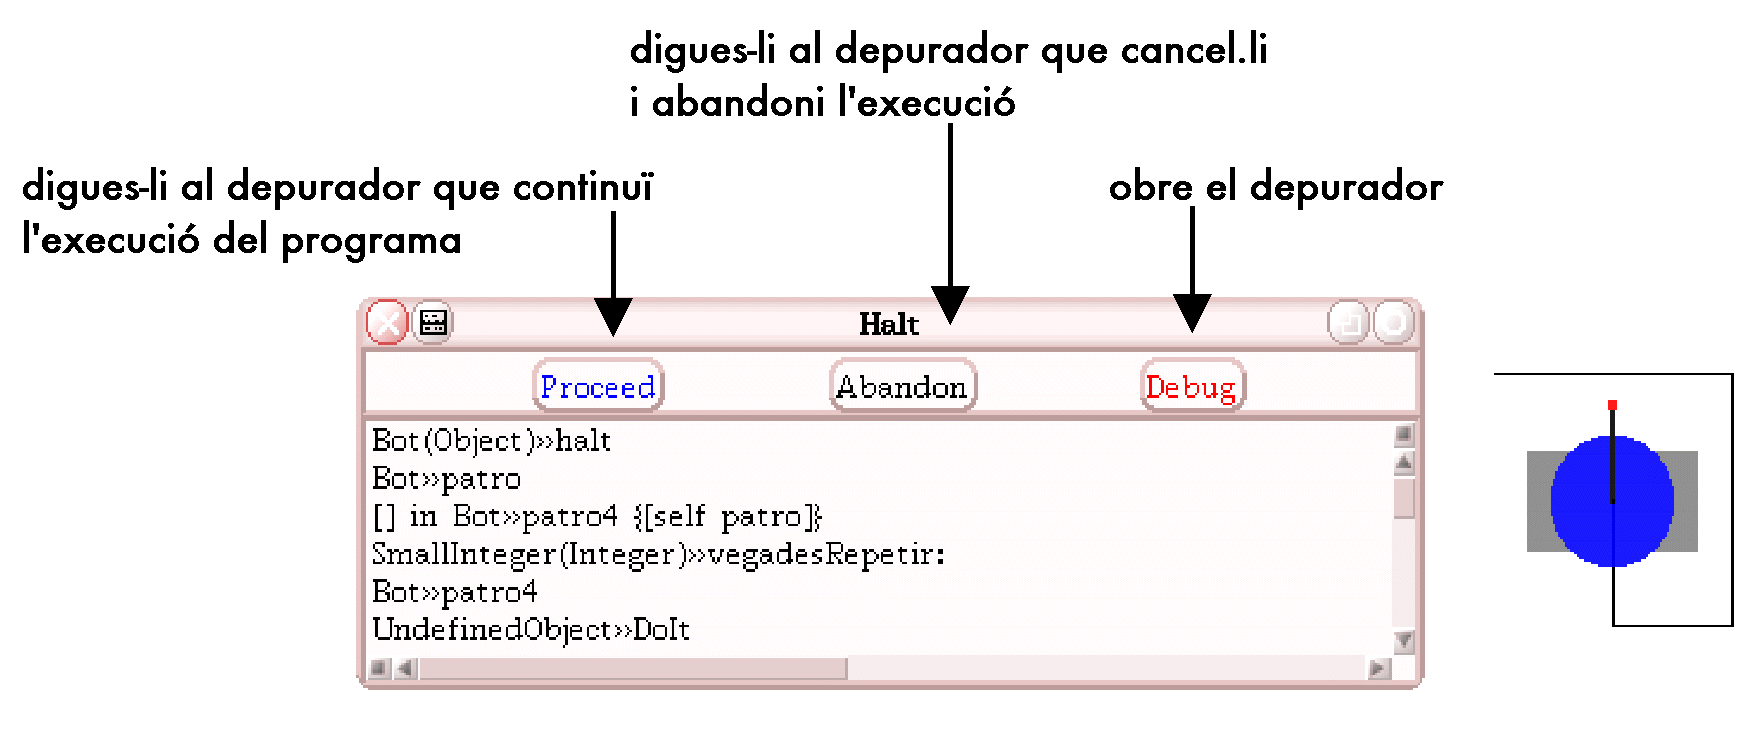 digues-li al depurador que cancel.li
i abandoni l'execució
digues-li al depurador que continuï
l'execució del programa
obre el depurador
Halt
Proceed
Abandon
Debug
Bot(Object)»halt
Bot»patro
[] in Bot»patro4 {[self patro]}
SmallInteger(Integer)»vegadesRepetir:
Bot»patro4
UndefinedObject»DoIt